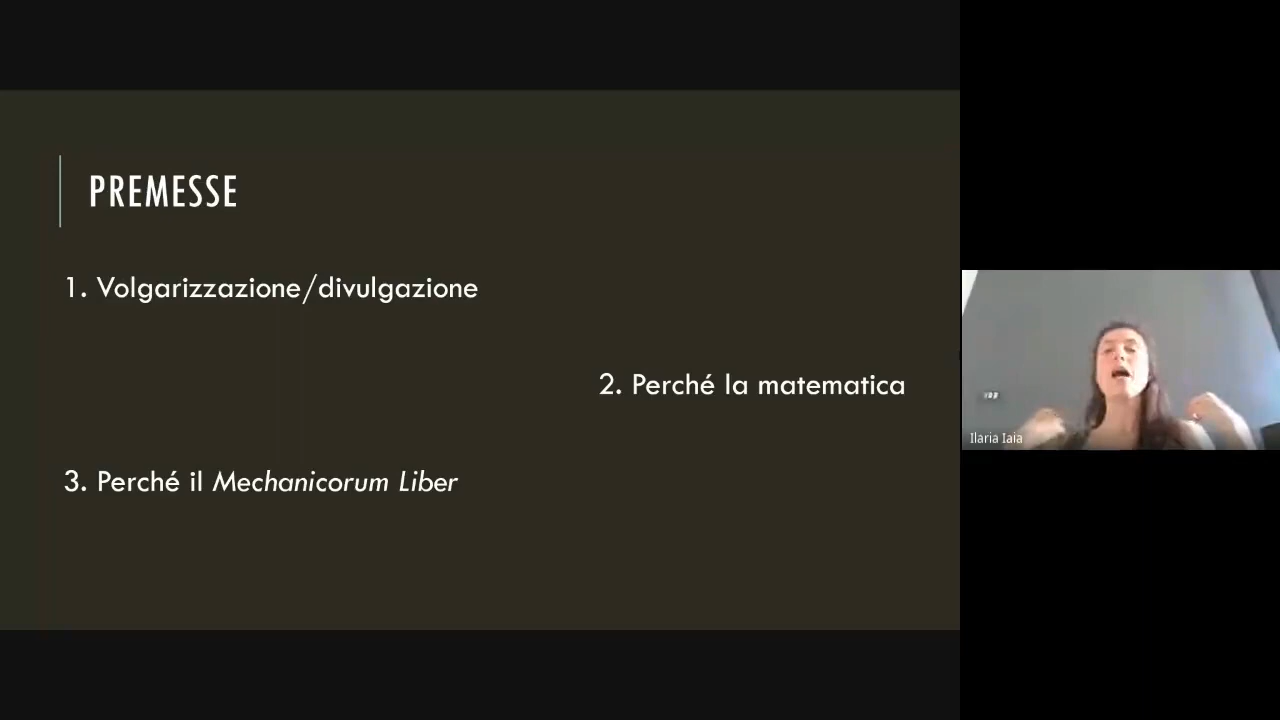 PREMESSE
1. Volgarizzazione/divulgazione
2. Perché la matematica
3. Perché il Mechanicorum Liber
Ilaria Iaia